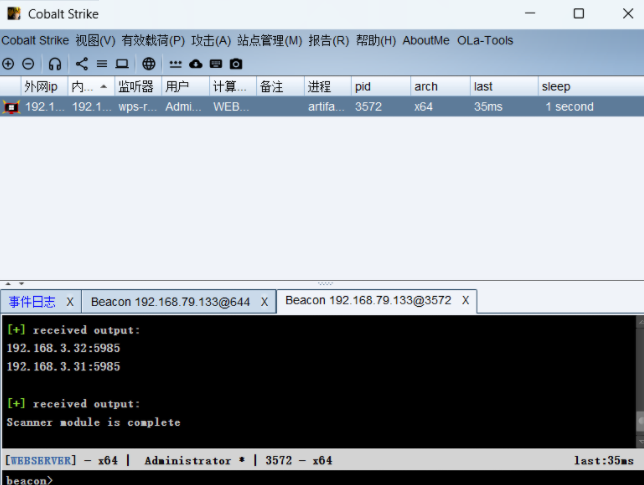 Cobalt Strike
Cobalt Strike 视图(V) 有效载荷(P) 攻击(A) 站点管理(M) 报告(R) 帮助(H) AboutMe OLa-Tools
外网ip 内... 监听器 用户 计算... 备注 进程 pid arch last sleep
192.1... 192.1... wps-r... Admi... WEB... artifa... 3572 x64 35ms 1 second
事件日志 X Beacon 192.168.79.133@644 X Beacon 192.168.79.133@3572 X
[+] received output:
192.168.3.32:5985
192.168.3.31:5985
[+] received output:
Scanner module is complete
[WEBSERVER] – x64 | Administrator * | 3572 – x64 last:35ms
beacon>